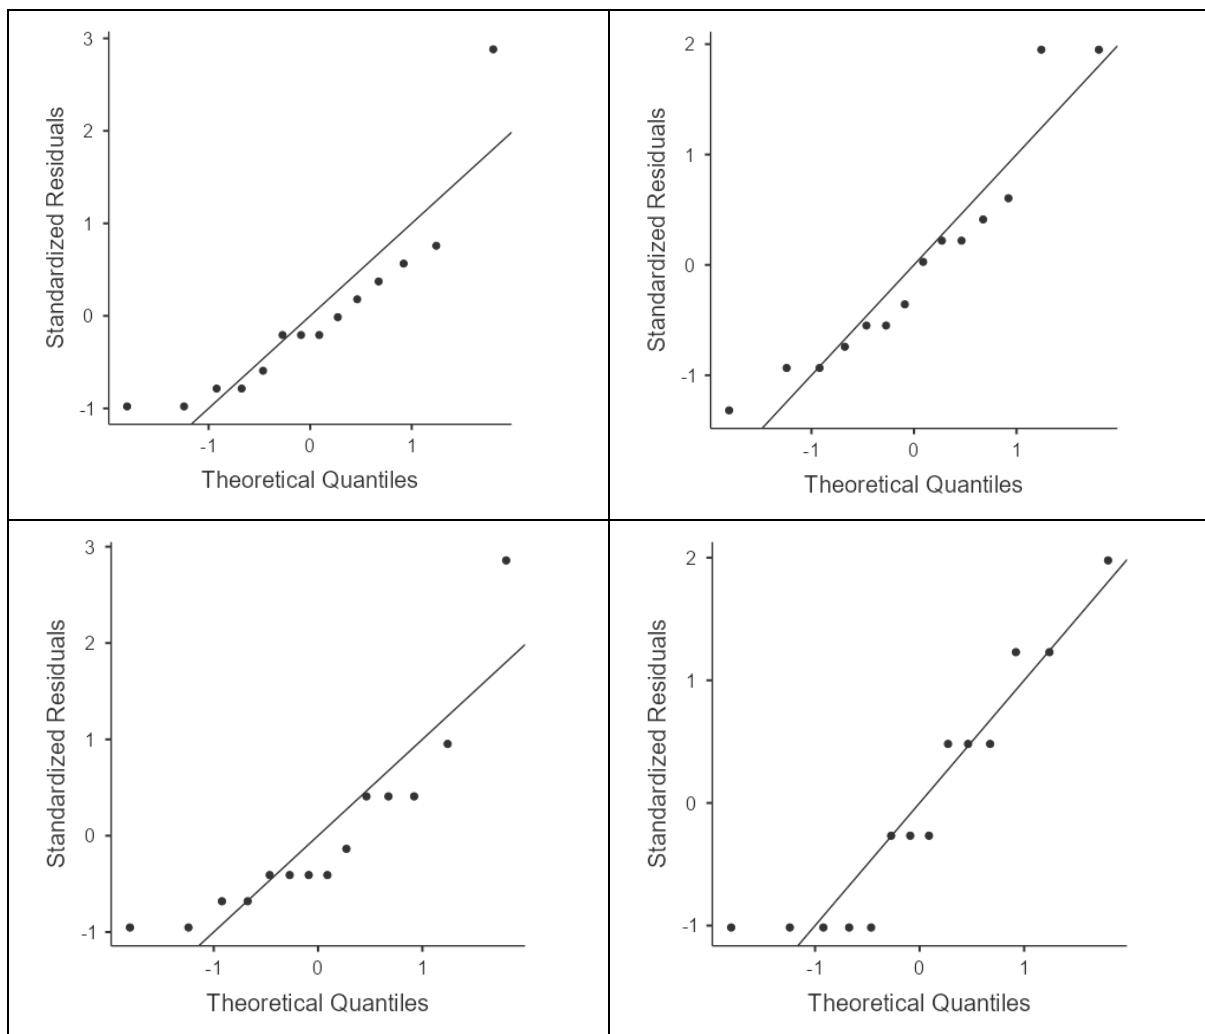 3
2
1
0
-1
Standardized Residuals
-1 0 1
Theoretical Quantiles
2
1
0
-1
Standardized Residuals
-1 0 1
Theoretical Quantiles
3
2
1
0
-1
Standardized Residuals
-1 0 1
Theoretical Quantiles
2
1
0
-1
Standardized Residuals
-1 0 1
Theoretical Quantiles